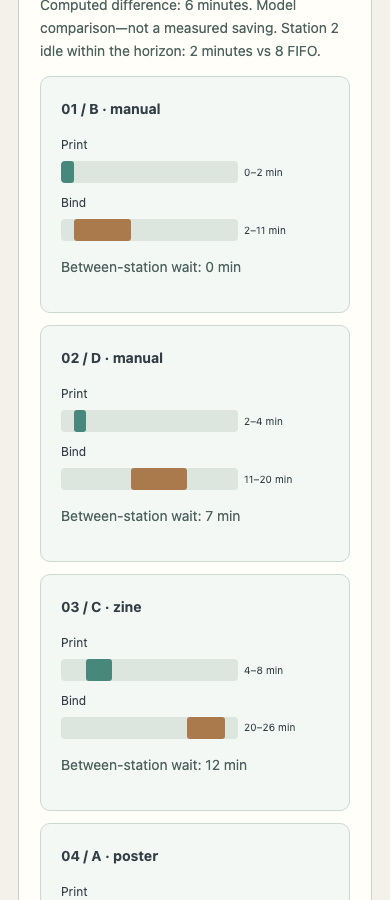 Computed difference: 6 minutes. Model
comparison—not a measured saving. Station 2
idle within the horizon: 2 minutes vs 8 FIFO.
01 / B · manual
Print
0–2 min
Bind
2–11 min
Between-station wait: 0 min
02 / D · manual
Print
2–4 min
Bind
11–20 min
Between-station wait: 7 min
03 / C · zine
Print
4–8 min
Bind
20–26 min
Between-station wait: 12 min
04 / A · poster
Print